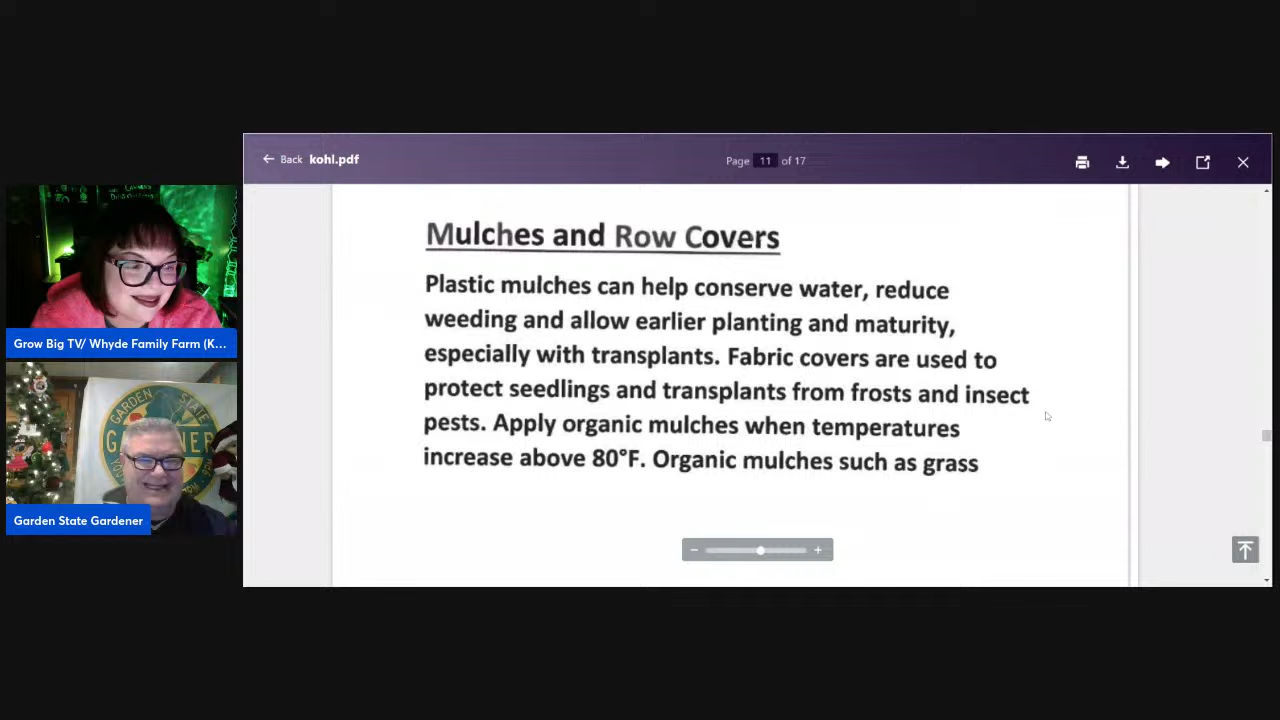 Back kohl.pdf
Page 11 of 17
Mulches and Row Covers
Plastic mulches can help conserve water, reduce
weeding and allow earlier planting and maturity,
especially with transplants. Fabric covers are used to
protect seedlings and transplants from frosts and insect
pests. Apply organic mulches when temperatures
increase above 80°F. Organic mulches such as grass
Grow Big TV/ Whyde Family Farm (K...
GARDEN STATE
GARDENER
Garden State Gardener